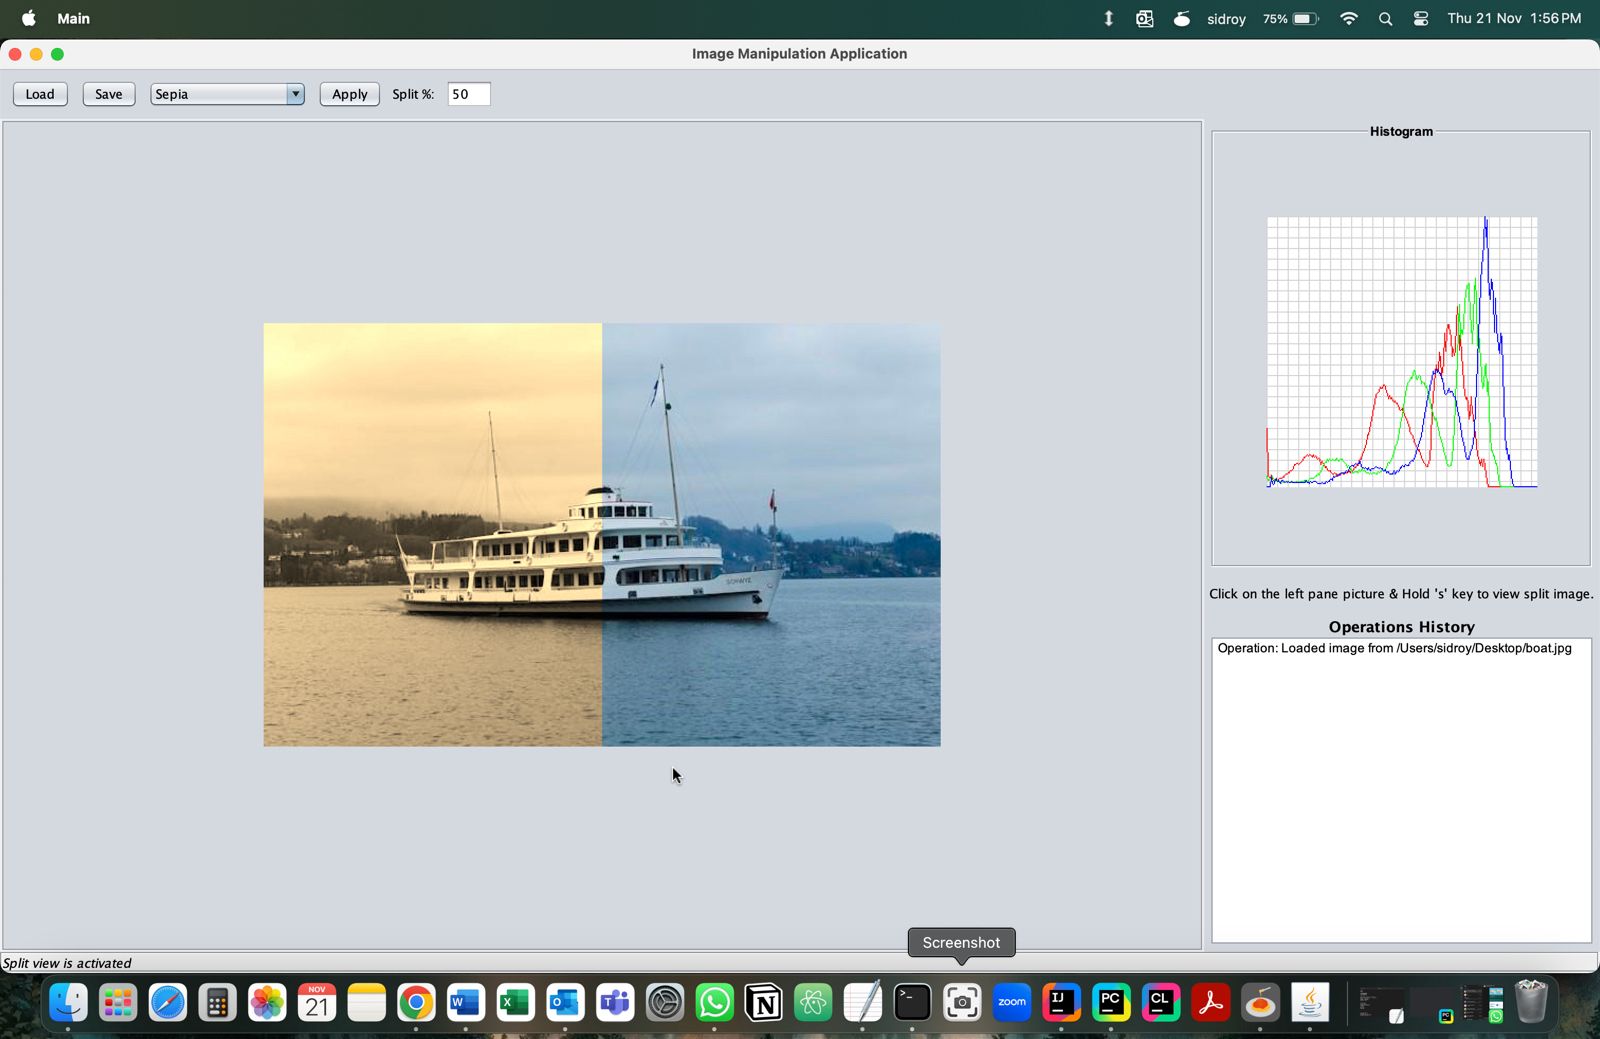 Main
sidroy 75% Thu 21 Nov 1:56 PM
Image Manipulation Application
Load Save Sepia Apply Split %: 50
Histogram
SCHWYZ
Click on the left pane picture & Hold 's' key to view split image.
Operations History
Operation: Loaded image from /Users/sidroy/Desktop/boat.jpg
Screenshot
Split view is activated
NOV
21
W
X
O
T
N
>_
zoom
IJ
PC
CL
PC